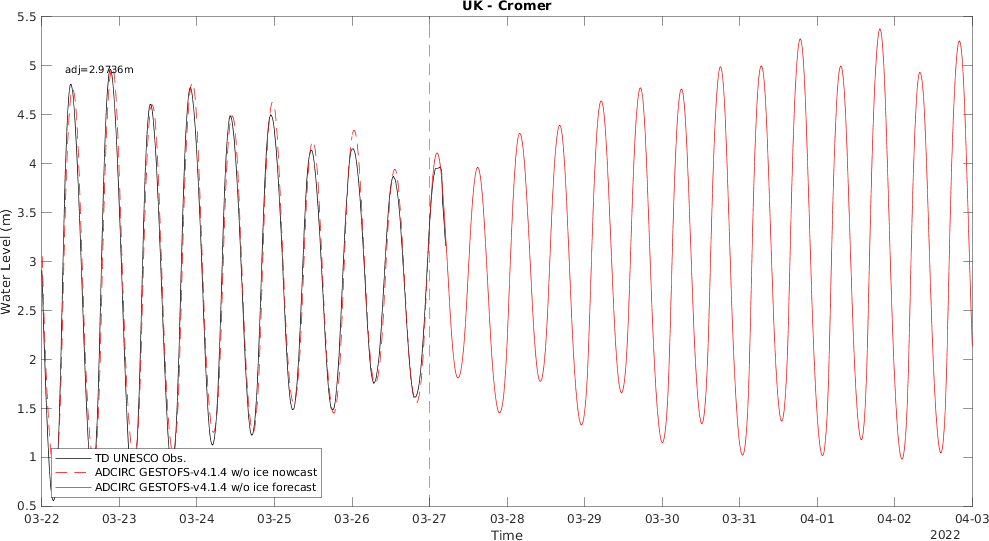 UK - Cromer
5.5
5
4.5
4
3.5
3
2.5
2
1.5
1
0.5
Water Level (m)
adj=2.9736m
TD UNESCO Obs.
ADCIRC GESTOFS-v4.1.4 w/o ice nowcast
ADCIRC GESTOFS-v4.1.4 w/o ice forecast
03-22 03-23 03-24 03-25 03-26 03-27 03-28 03-29 03-30 03-31 04-01 04-02 04-03
Time
2022